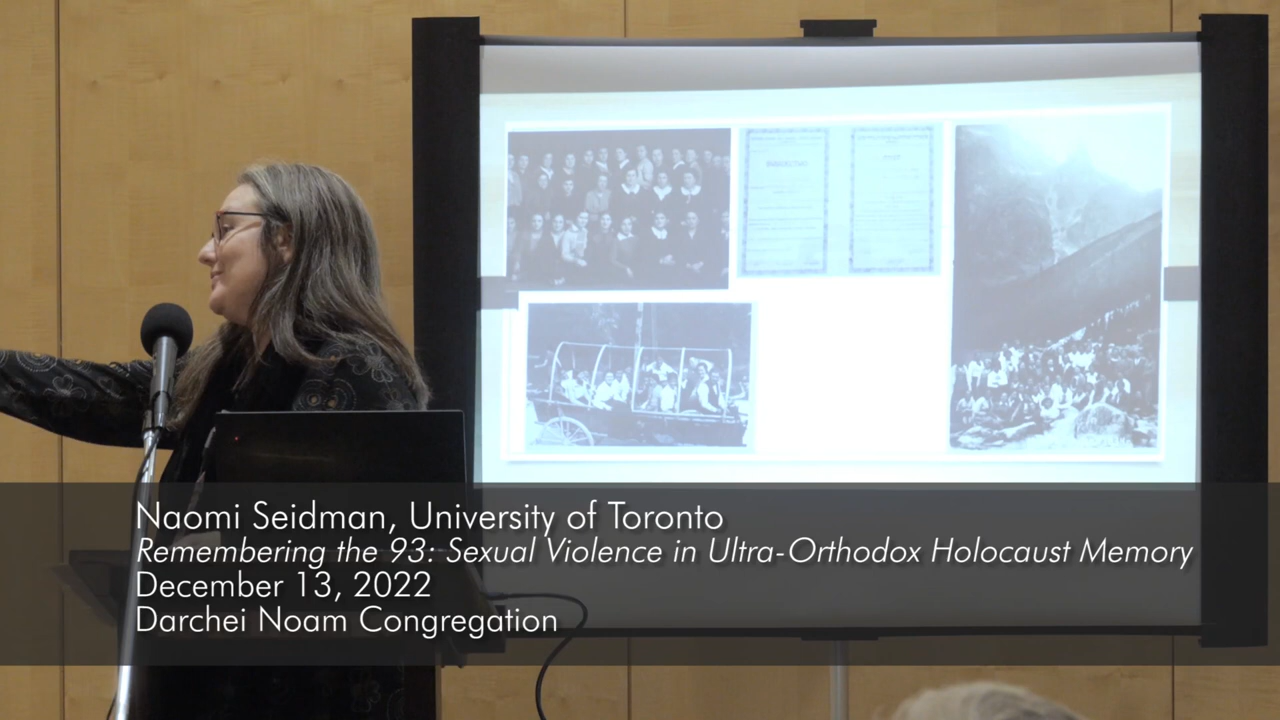 Naomi Seidman, University of Toronto
Remembering the 93: Sexual Violence in Ultra-Orthodox Holocaust Memory
December 13, 2022
Darchei Noam Congregation